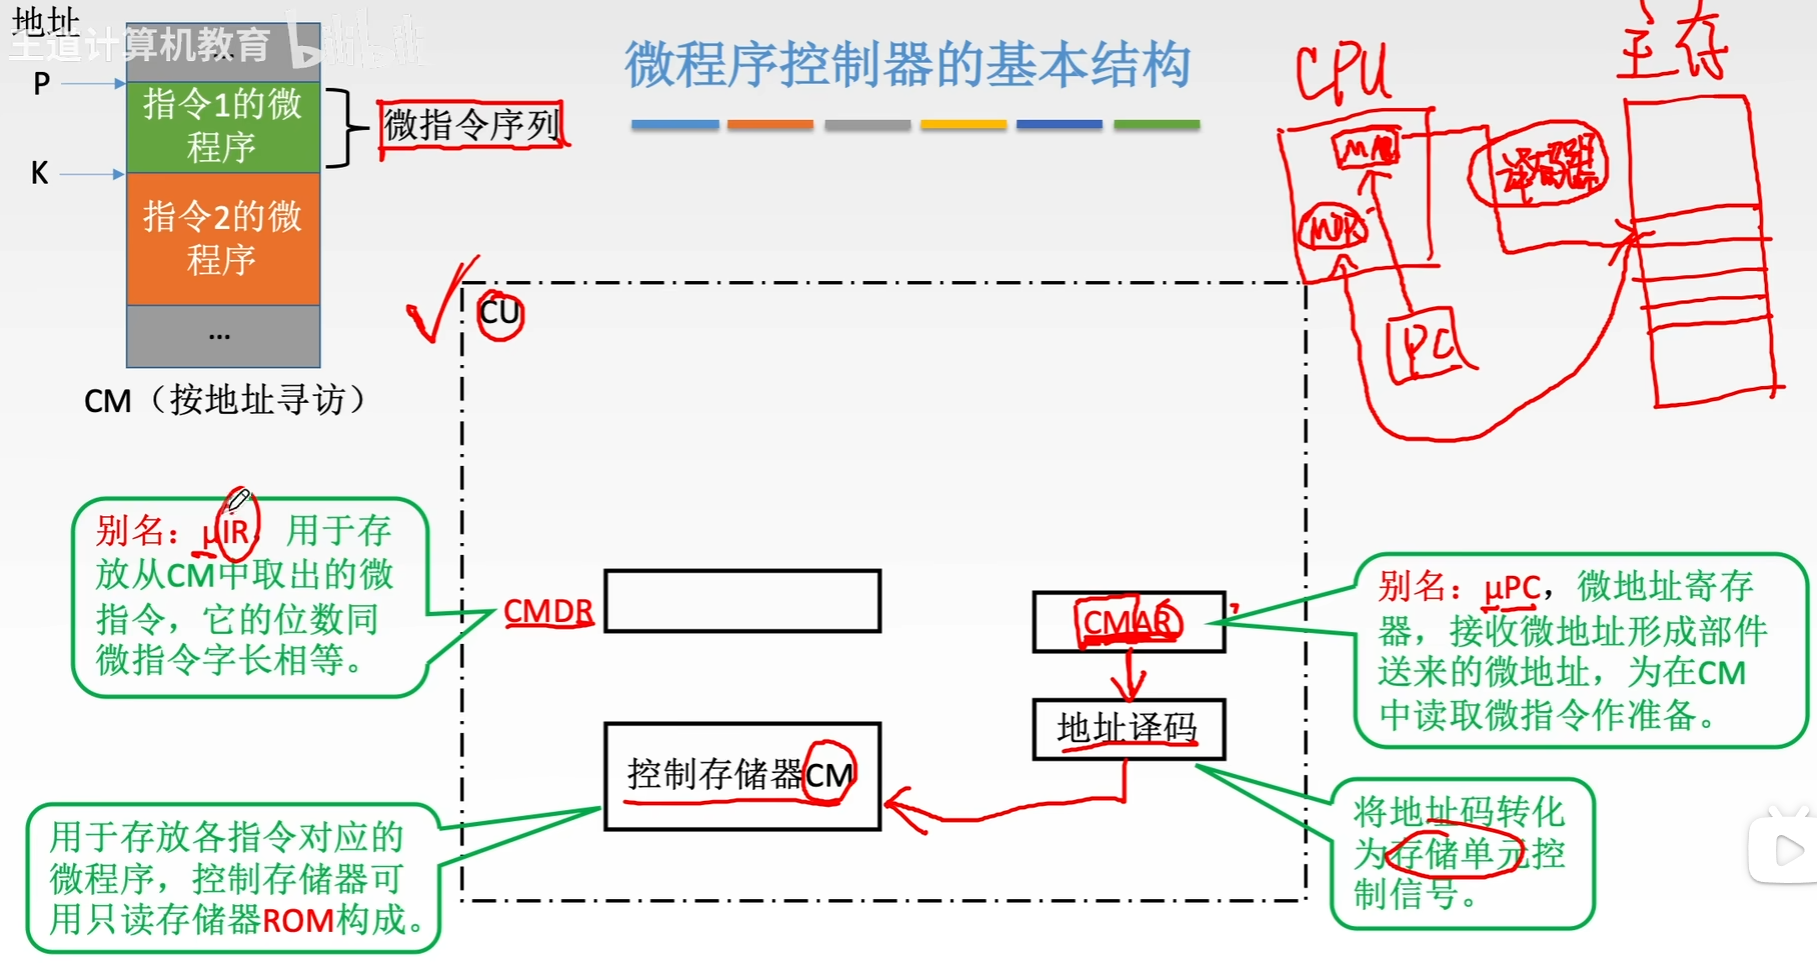 地址
王道计算机教育 bilibili
...
P
指令1的微
程序
微指令序列
K
指令2的微
程序
...
CM（按地址寻访）
微程序控制器的基本结构
CPU
主存
MAR
译码器
MDR
PC
CU
别名：μIR，用于存
放从CM中取出的微
指令，它的位数同
微指令字长相等。
CMDR
CMAR
别名：μPC，微地址寄存
器，接收微地址形成部件
送来的微地址，为在CM
中读取微指令作准备。
地址译码
控制存储器CM
用于存放各指令对应的
微程序，控制存储器可
用只读存储器ROM构成。
将地址码转化
为存储单元控
制信号。